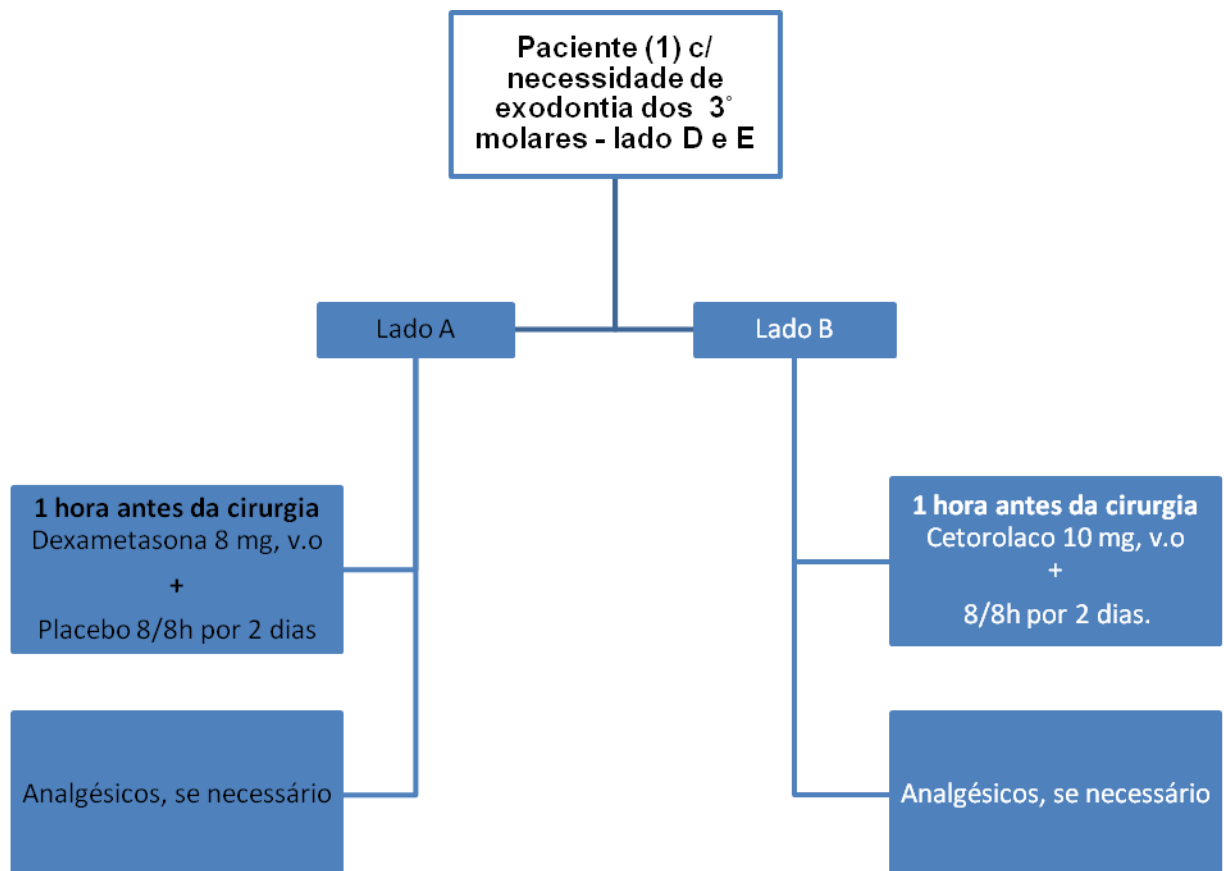 Paciente (1) c/
necessidade de
exodontia dos 3°
molares - lado D e E
Lado A
Lado B
1 hora antes da cirurgia
Dexametasona 8 mg, v.o
+
Placebo 8/8h por 2 dias
1 hora antes da cirurgia
Cetorolaco 10 mg, v.o
+
8/8h por 2 dias.
Analgésicos, se necessário
Analgésicos, se necessário